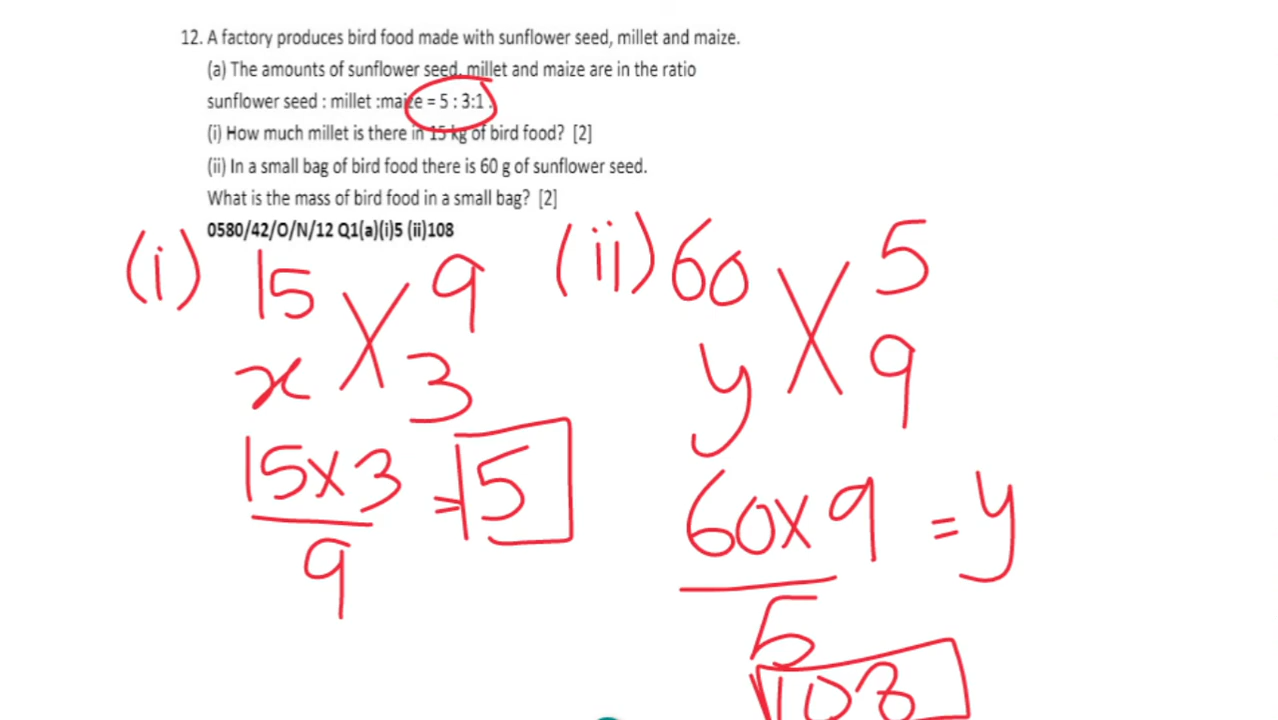 12. A factory produces bird food made with sunflower seed, millet and maize.
(a) The amounts of sunflower seed, millet and maize are in the ratio
sunflower seed : millet :maize = 5 : 3:1 .
(i) How much millet is there in 15 kg of bird food? [2]
(ii) In a small bag of bird food there is 60 g of sunflower seed.
What is the mass of bird food in a small bag? [2]
0580/42/O/N/12 Q1(a)(i)5 (ii)108
(i) 15 9
x 3
15x3
9
= 5
(ii) 60 5
y 9
60x9 = y
5
108